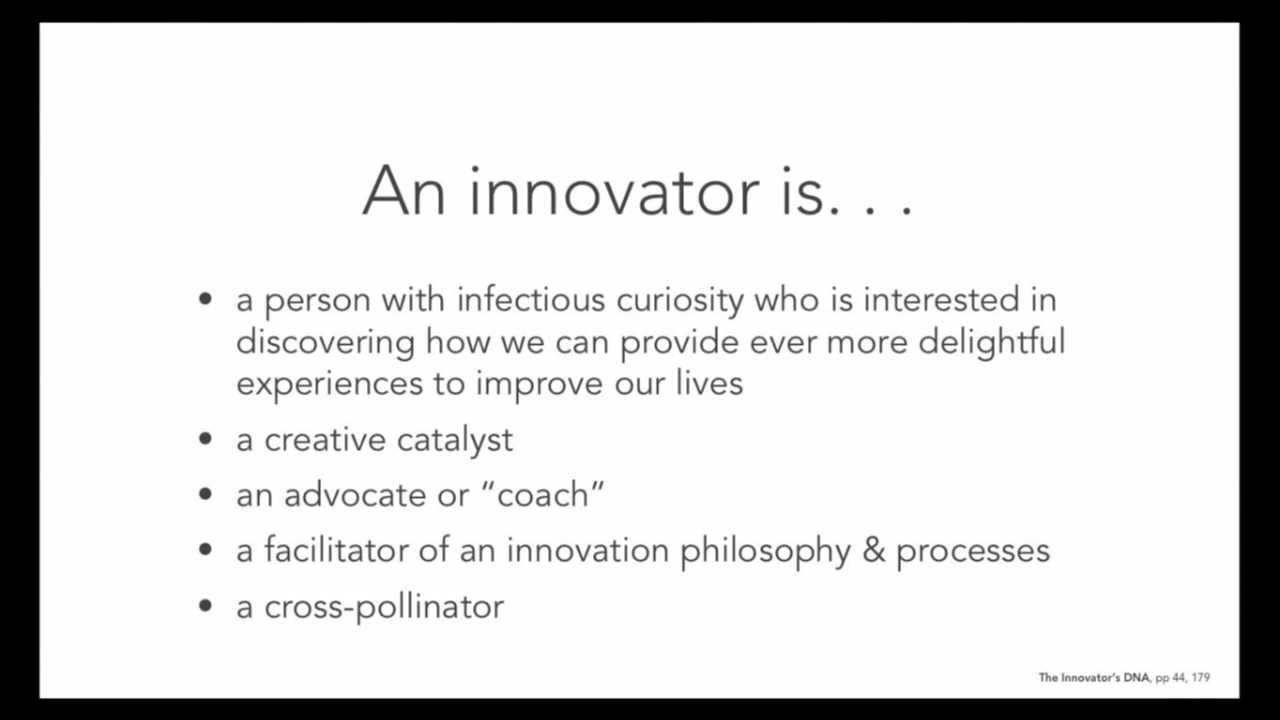 An innovator is. . .
• a person with infectious curiosity who is interested in
discovering how we can provide ever more delightful
experiences to improve our lives
• a creative catalyst
• an advocate or “coach”
• a facilitator of an innovation philosophy & processes
• a cross-pollinator
The Innovator's DNA, pp 44, 179